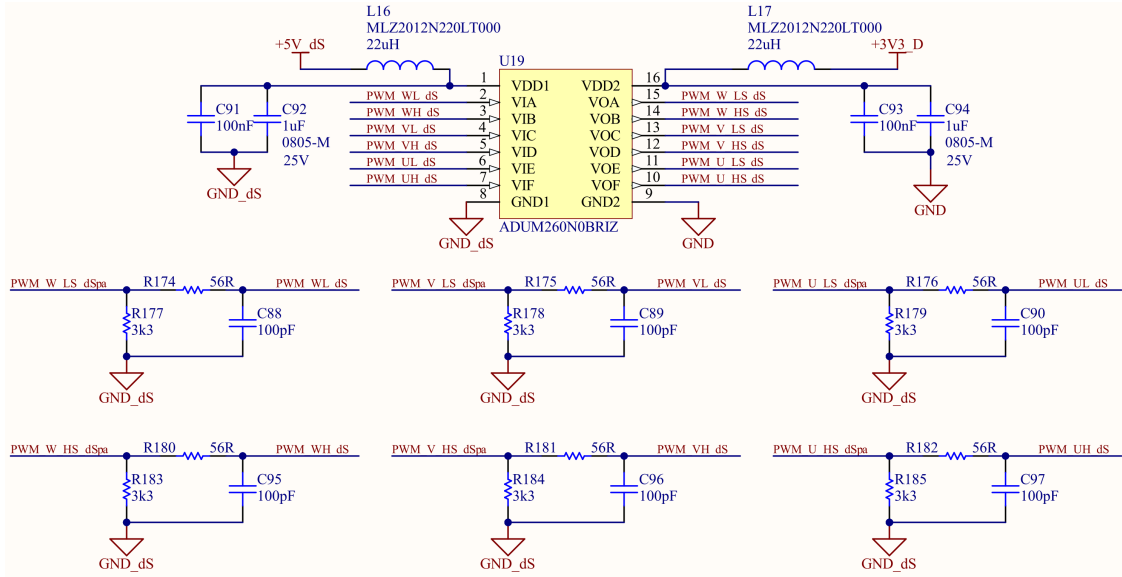 L16
MLZ2012N220LT000
22uH
+5V_dS
L17
MLZ2012N220LT000
22uH
+3V3_D
U19
C91
100nF
C92
1uF
0805-M
25V
GND_dS
1 VDD1 VDD2 16
PWM_WL_dS 2 VIA VOA 15 PWM_W_LS_dS
PWM_WH_dS 3 VIB VOB 14 PWM_W_HS_dS
PWM_VL_dS 4 VIC VOC 13 PWM_V_LS_dS
PWM_VH_dS 5 VID VOD 12 PWM_V_HS_dS
PWM_UL_dS 6 VIE VOE 11 PWM_U_LS_dS
PWM_UH_dS 7 VIF VOF 10 PWM_U_HS_dS
8 GND1 GND2 9
ADUM260N0BRIZ
GND_dS
GND
C93
100nF
C94
1uF
0805-M
25V
GND
PWM_W_LS_dSpa R174 56R PWM_WL_dS
R177
3k3
C88
100pF
GND_dS
PWM_V_LS_dSpa R175 56R PWM_VL_dS
R178
3k3
C89
100pF
GND_dS
PWM_U_LS_dSpa R176 56R PWM_UL_dS
R179
3k3
C90
100pF
GND_dS
PWM_W_HS_dSpa R180 56R PWM_WH_dS
R183
3k3
C95
100pF
GND_dS
PWM_V_HS_dSpa R181 56R PWM_VH_dS
R184
3k3
C96
100pF
GND_dS
PWM_U_HS_dSpa R182 56R PWM_UH_dS
R185
3k3
C97
100pF
GND_dS